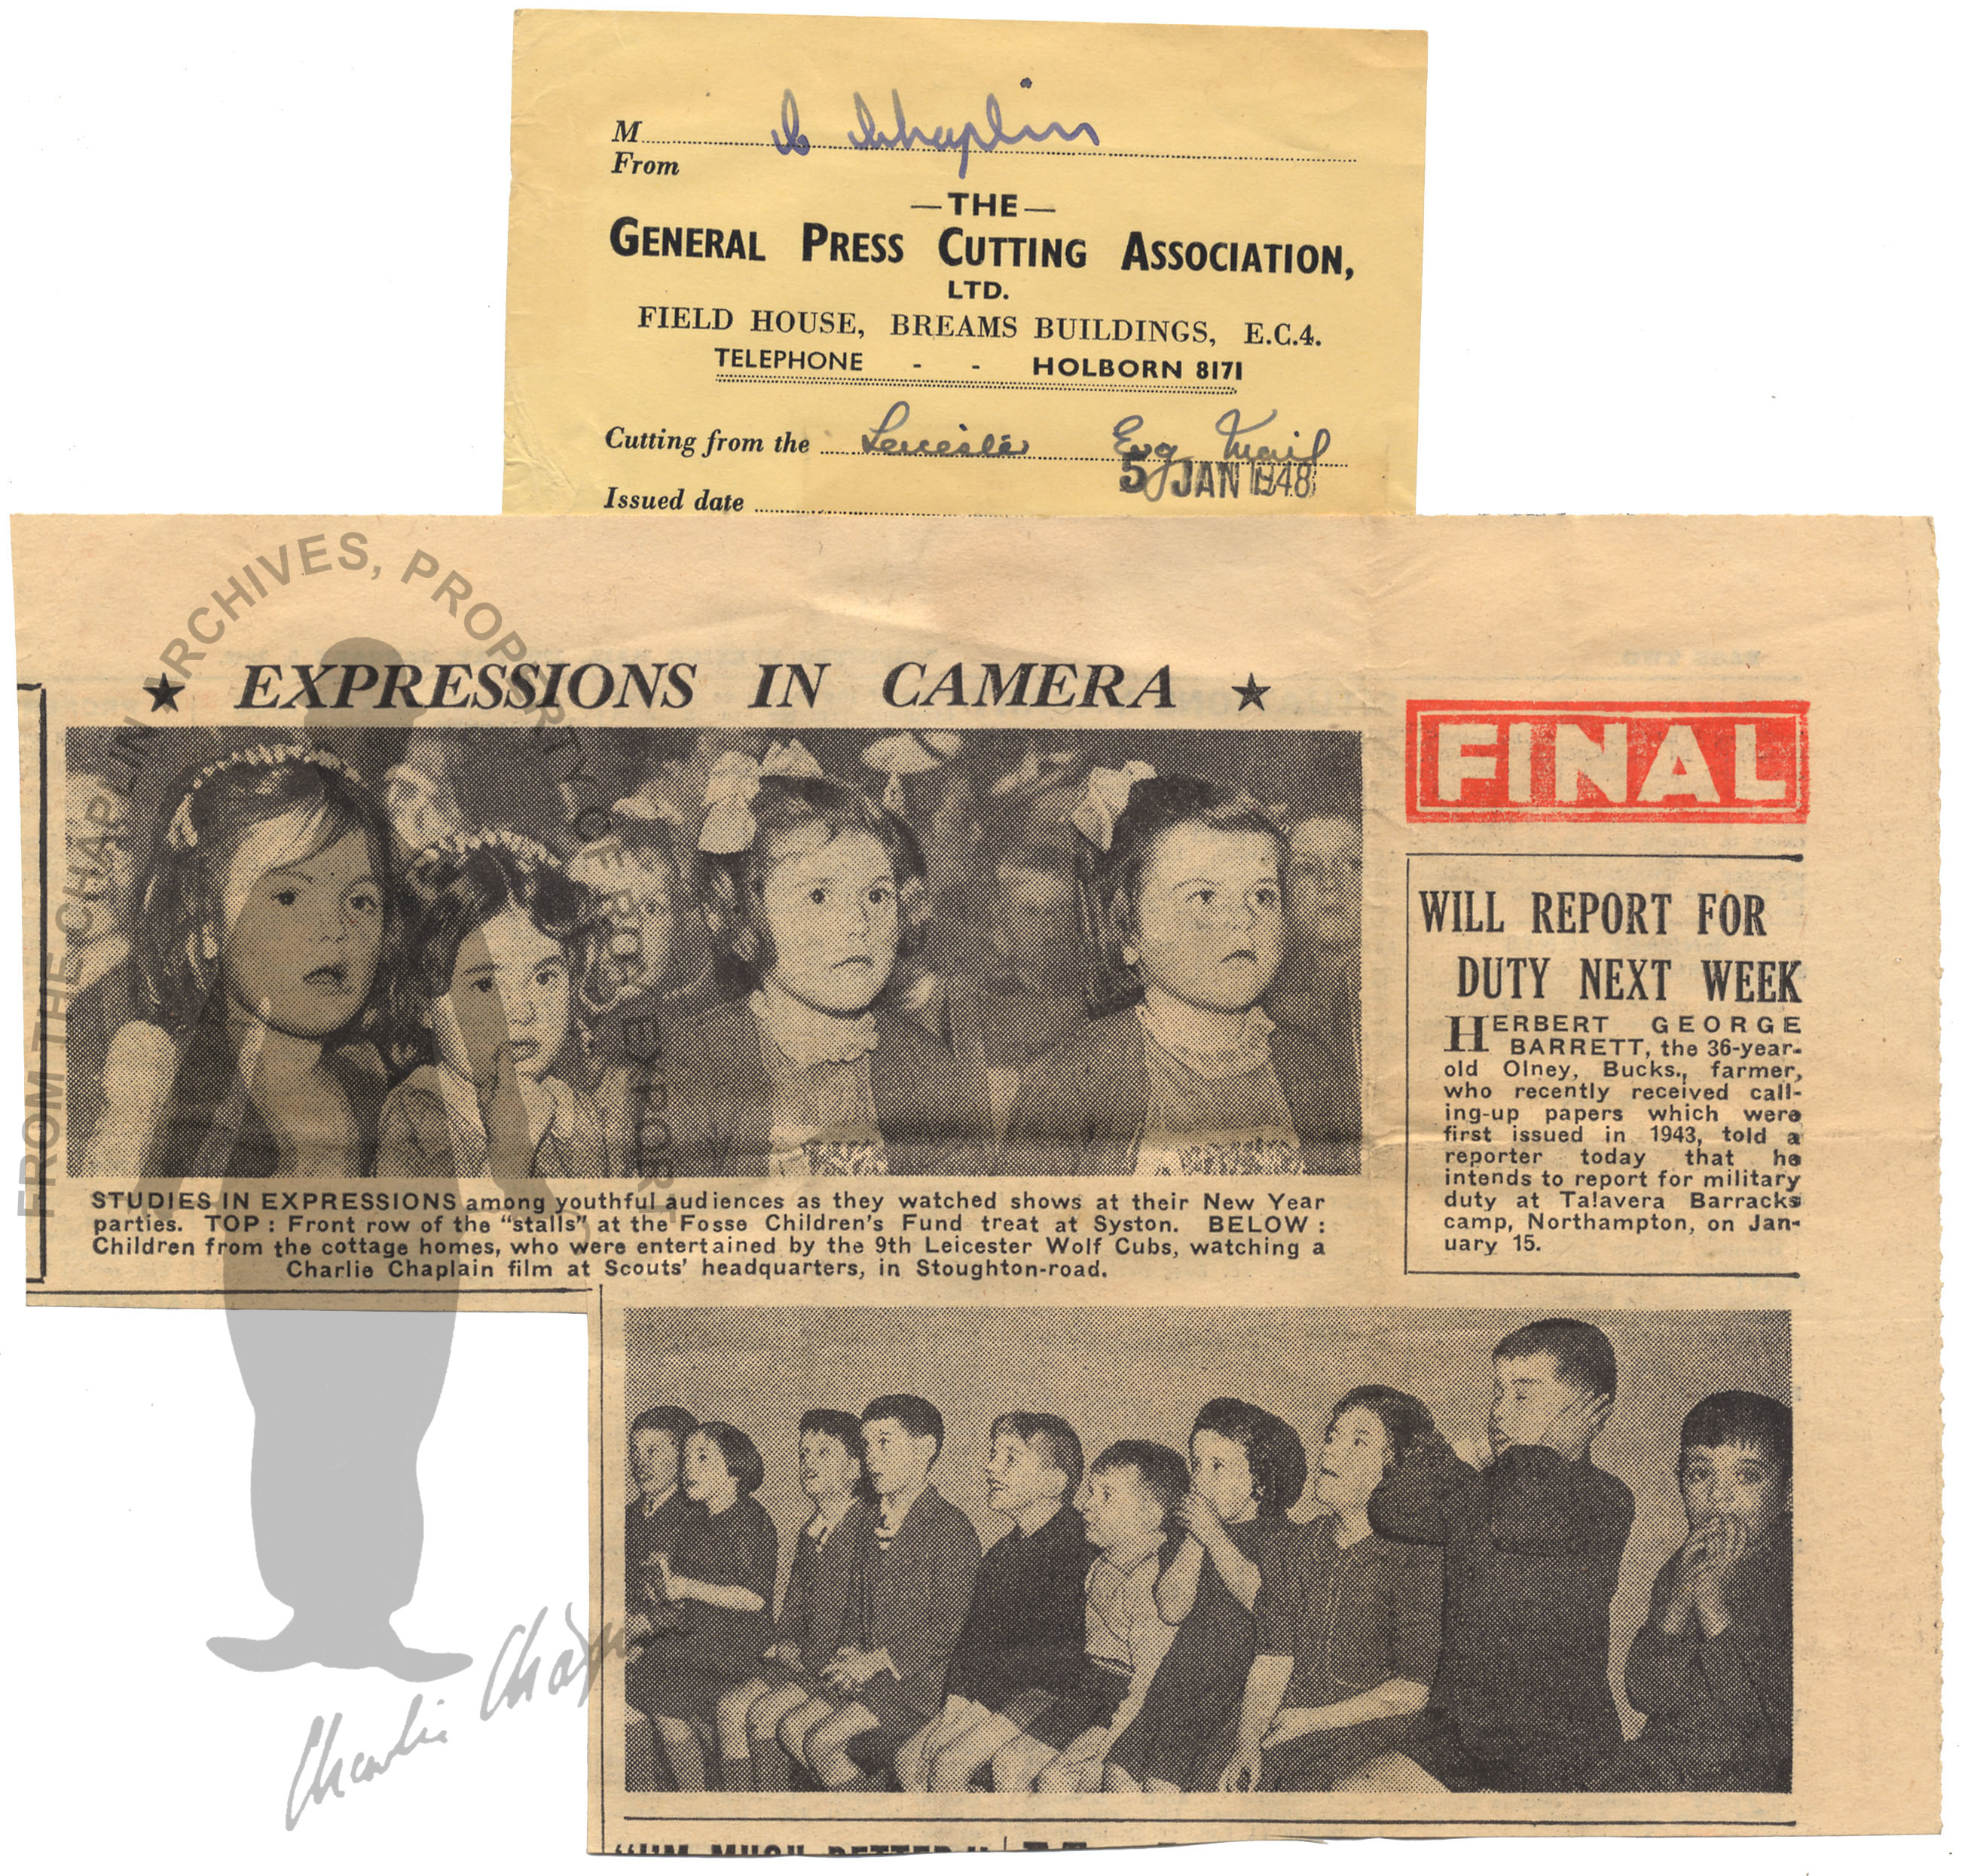 M C Chaplin
From
—THE—
GENERAL PRESS CUTTING ASSOCIATION,
LTD.
FIELD HOUSE, BREAMS BUILDINGS, E.C.4.
TELEPHONE - - HOLBORN 8171
Cutting from the Leicester Evg Mail
5 JAN 1948
Issued date
FROM THE CHAPLIN ARCHIVES, PROPERTY OF ROY EXPORT
★ EXPRESSIONS IN CAMERA ★
STUDIES IN EXPRESSIONS among youthful audiences as they watched shows at their New Year
parties. TOP : Front row of the "stalls" at the Fosse Children's Fund treat at Syston. BELOW :
Children from the cottage homes, who were entertained by the 9th Leicester Wolf Cubs, watching a
Charlie Chaplain film at Scouts' headquarters, in Stoughton-road.
FINAL
WILL REPORT FOR
DUTY NEXT WEEK
HERBERT GEORGE
BARRETT, the 36-year-
old Olney, Bucks., farmer,
who recently received call-
ing-up papers which were
first issued in 1943, told a
reporter today that he
intends to report for military
duty at Talavera Barracks
camp, Northampton, on Jan-
uary 15.
Charlie Chaplin
"I'M MUCH BETTER"